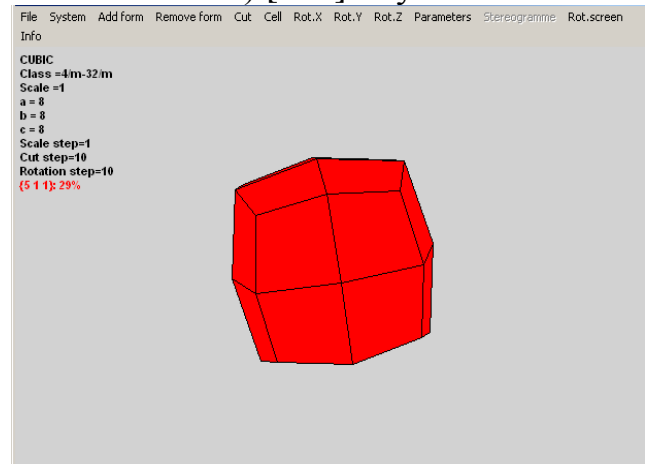 File System Add form Remove form Cut Cell Rot.X Rot.Y Rot.Z Parameters Stereogramme Rot.screen
Info
CUBIC
Class =4/m-32/m
Scale =1
a = 8
b = 8
c = 8
Scale step=1
Cut step=10
Rotation step=10
{5 1 1}: 29%